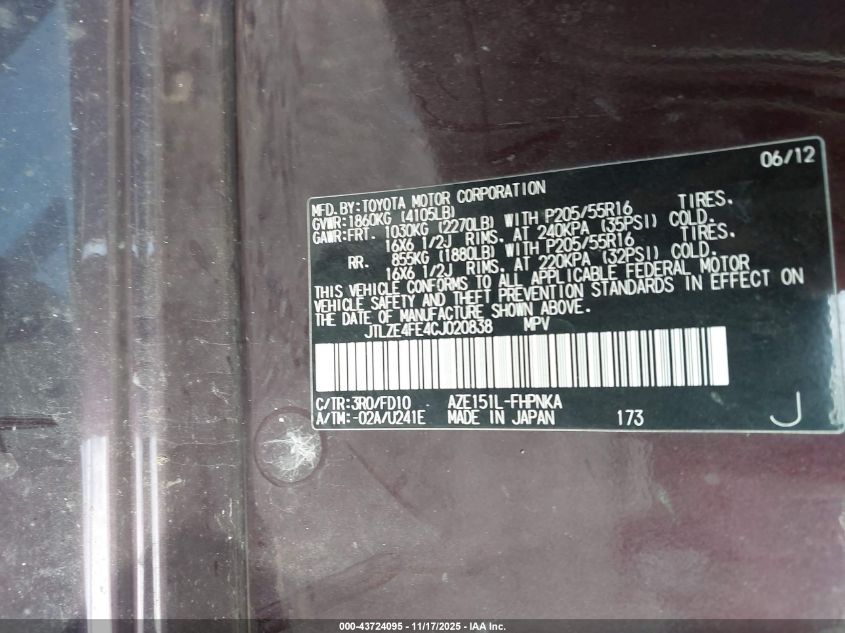 06/12
MFD.BY:TOYOTA MOTOR CORPORATION
GVWR:1860KG (4105LB)
GAWR:FRT. 1030KG (2270LB) WITH P205/55R16 TIRES.
16X6 1/2J RIMS. AT 240KPA (35PSI) COLD.
RR. 855KG (1880LB) WITH P205/55R16 TIRES.
16X6 1/2J RIMS. AT 220KPA (32PSI) COLD.
THIS VEHICLE CONFORMS TO ALL APPLICABLE FEDERAL MOTOR
VEHICLE SAFETY AND THEFT PREVENTION STANDARDS IN EFFECT ON
THE DATE OF MANUFACTURE SHOWN ABOVE.
JTLZE4FE4CJ020838 MPV
C/TR:3R0/FD10 AZE151L-FHPNKA
A/TM:-02A/U241E MADE IN JAPAN 173 J
000-43724095 - 11/17/2025 - IAA Inc.